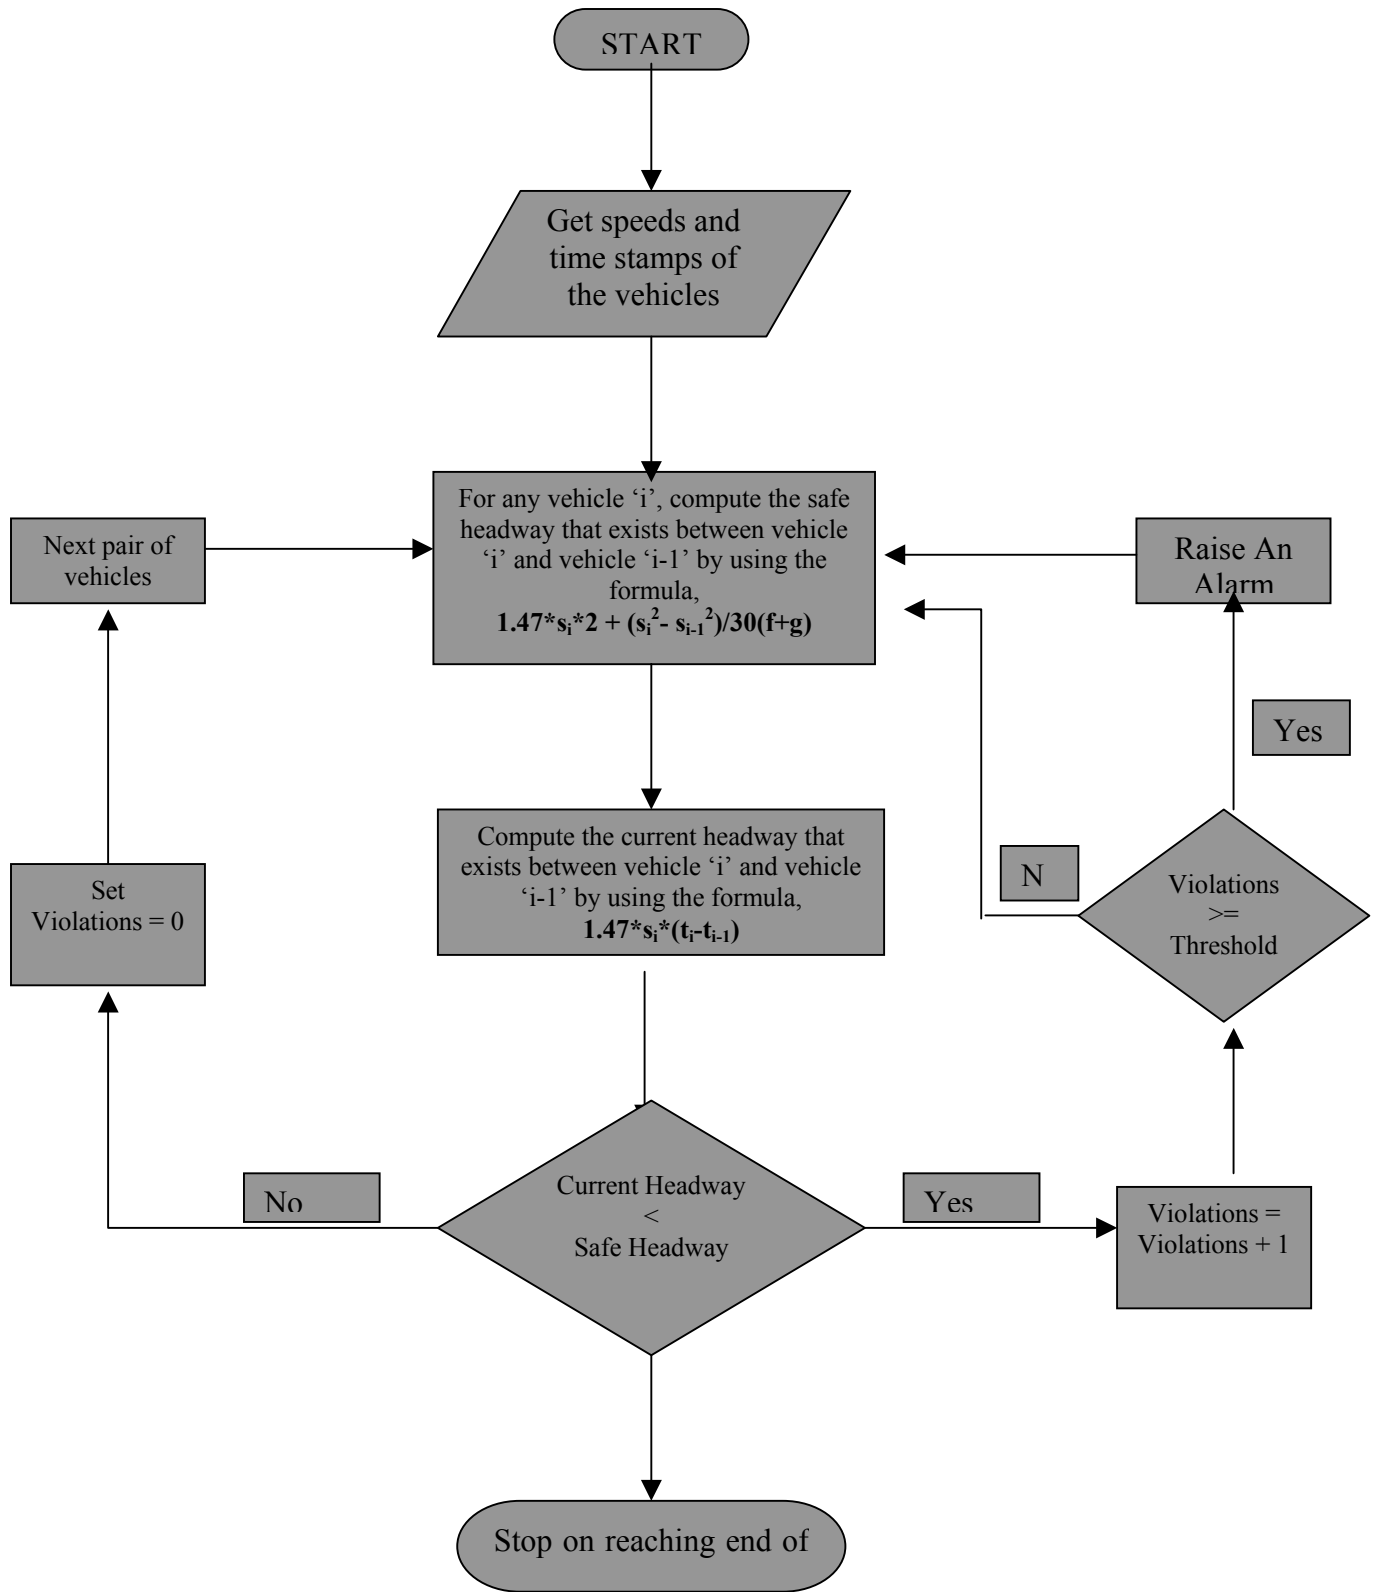 START
Get speeds and
time stamps of
the vehicles
For any vehicle ‘i’, compute the safe
headway that exists between vehicle
‘i’ and vehicle ‘i-1’ by using the
formula,
1.47*sᵢ*2 + (sᵢ²- sᵢ₋₁²)/30(f+g)
Next pair of
vehicles
Raise An
Alarm
Yes
Compute the current headway that
exists between vehicle ‘i’ and vehicle
‘i-1’ by using the formula,
1.47*sᵢ*(tᵢ-tᵢ₋₁)
Set
Violations = 0
N
Violations
>=
Threshold
No
Current Headway
<
Safe Headway
Yes
Violations =
Violations + 1
Stop on reaching end of